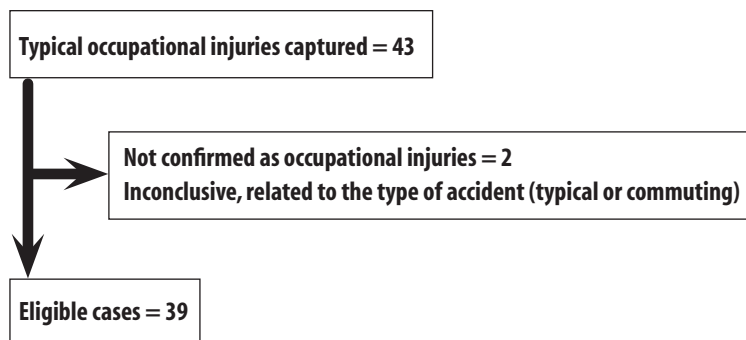 Typical occupational injuries captured = 43
Not confirmed as occupational injuries = 2
Inconclusive, related to the type of accident (typical or commuting)
Eligible cases = 39